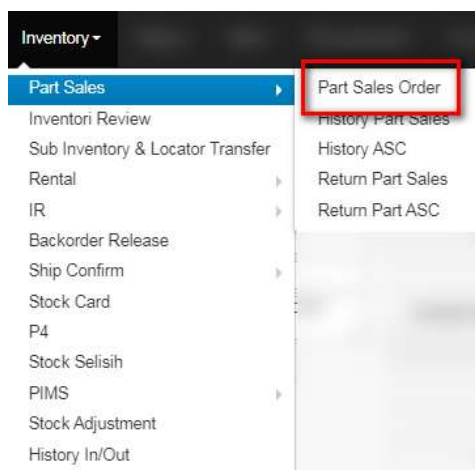 Inventory
Part Sales
Part Sales Order
Inventori Review
History Part Sales
Sub Inventory & Locator Transfer
History ASC
Rental
Return Part Sales
IR
Return Part ASC
Backorder Release
Ship Confirm
Stock Card
P4
Stock Selisih
PIMS
Stock Adjustment
History In/Out